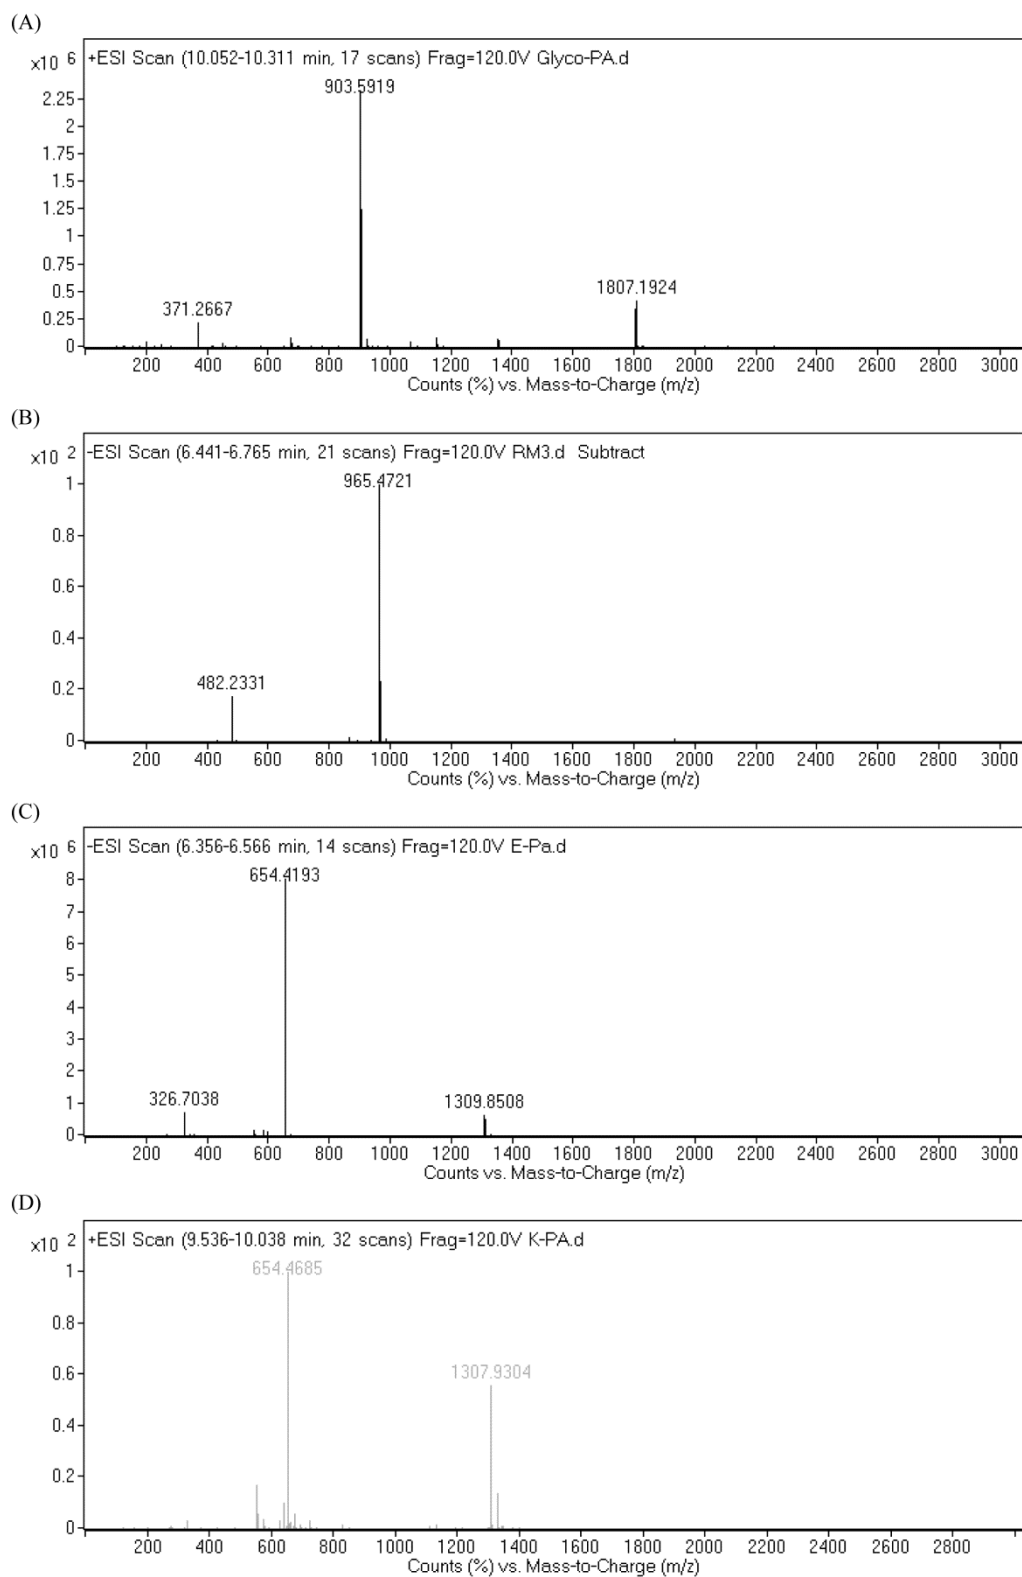 (A)
x10 6
+ESI Scan (10.052-10.311 min, 17 scans) Frag=120.0V Glyco-PA.d
903.5919
2.25
2
1.75
1.5
1.25
1
0.75
0.5
0.25
0
371.2667
1807.1924
200 400 600 800 1000 1200 1400 1600 1800 2000 2200 2400 2600 2800 3000
Counts (%) vs. Mass-to-Charge (m/z)
(B)
x10 2
-ESI Scan (6.441-6.765 min, 21 scans) Frag=120.0V RM3.d Subtract
965.4721
1
0.8
0.6
0.4
0.2
0
482.2331
200 400 600 800 1000 1200 1400 1600 1800 2000 2200 2400 2600 2800 3000
Counts (%) vs. Mass-to-Charge (m/z)
(C)
x10 6
-ESI Scan (6.356-6.566 min, 14 scans) Frag=120.0V E-Pa.d
654.4193
8
7
6
5
4
3
2
1
0
326.7038
1309.8508
200 400 600 800 1000 1200 1400 1600 1800 2000 2200 2400 2600 2800 3000
Counts vs. Mass-to-Charge (m/z)
(D)
x10 2
+ESI Scan (9.536-10.038 min, 32 scans) Frag=120.0V K-PA.d
654.4685
1
0.8
0.6
0.4
0.2
0
1307.9304
200 400 600 800 1000 1200 1400 1600 1800 2000 2200 2400 2600 2800
Counts (%) vs. Mass-to-Charge (m/z)